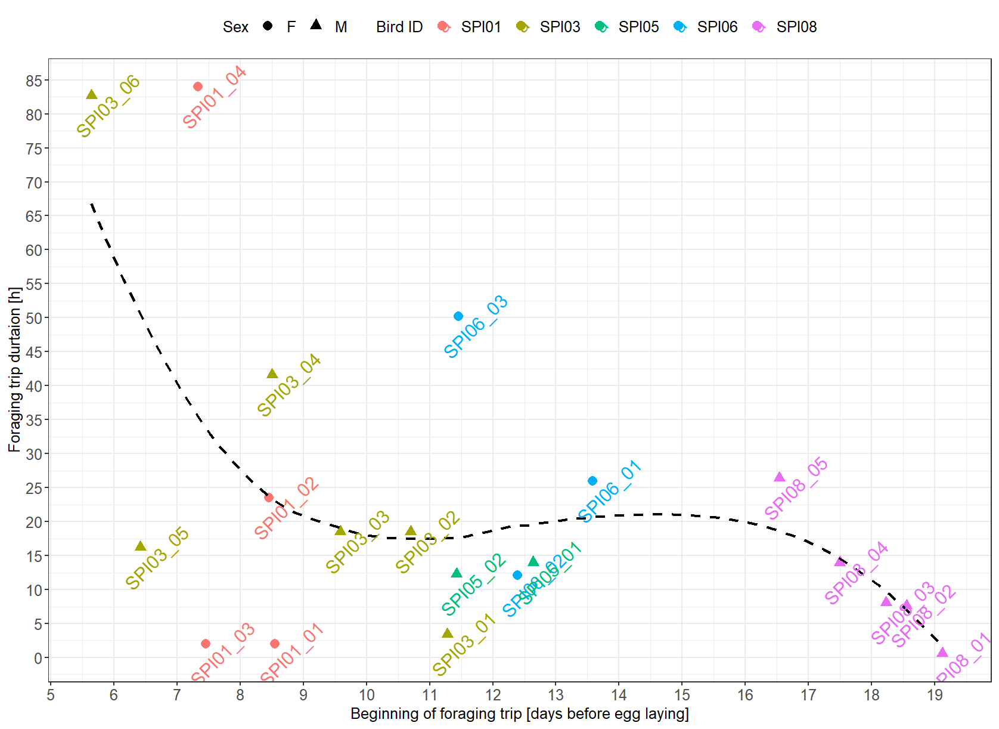 Sex F M Bird ID SPI01 SPI03 SPI05 SPI06 SPI08
Foraging trip durtaion [h]
85
80
75
70
65
60
55
50
45
40
35
30
25
20
15
10
5
0
SPI03_06
SPI01_04
SPI06_03
SPI03_04
SPI01_02
SPI06_01
SPI08_05
SPI03_05
SPI03_03
SPI03_02
SPI05_02
SPI06_02
SPI05_01
SPI08_04
SPI03_01
SPI08_03
SPI08_02
SPI01_03
SPI01_01
PI08_01
5 6 7 8 9 10 11 12 13 14 15 16 17 18 19
Beginning of foraging trip [days before egg laying]